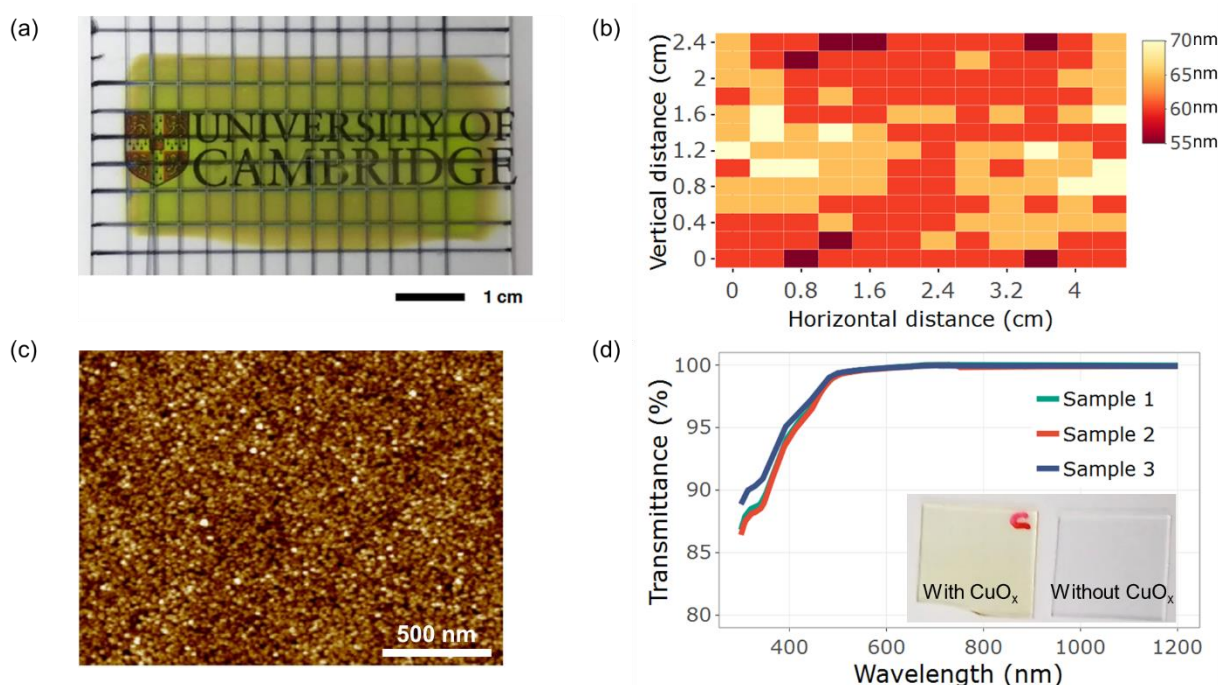 (a)
UNIVERSITY OF
CAMBRIDGE
1 cm
(b)
Vertical distance (cm)
2.4
2
1.6
1.2
0.8
0.4
0
0 0.8 1.6 2.4 3.2 4
Horizontal distance (cm)
70nm
65nm
60nm
55nm
(c)
500 nm
(d)
Transmittance (%)
100
95
90
85
80
Sample 1
Sample 2
Sample 3
With CuOₓ Without CuOₓ
400 600 800 1000 1200
Wavelength (nm)